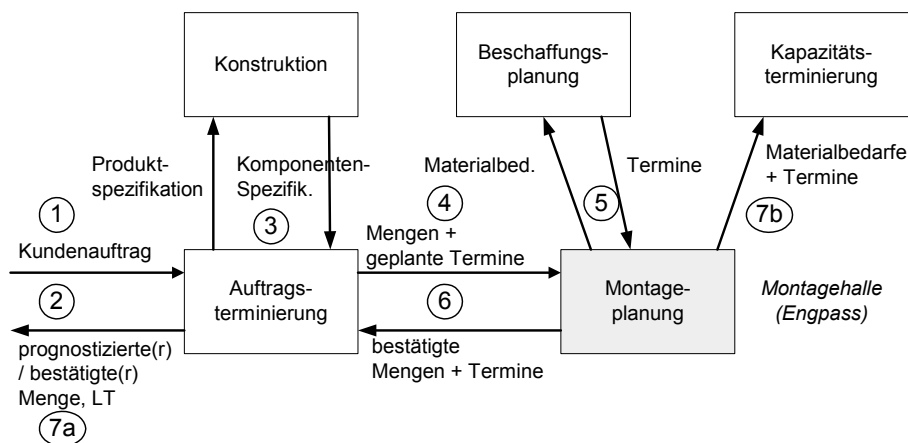 Konstruktion
Beschaffungs-
planung
Kapazitäts-
terminierung
Produkt-
spezifikation
Komponenten-
Spezifik.
3
Materialbed.
4
5
Termine
Materialbedarfe
+ Termine
7b
1
Kundenauftrag
2
prognostizierte(r)
/ bestätigte(r)
Menge, LT
7a
Auftrags-
terminierung
Mengen +
geplante Termine
6
bestätigte
Mengen + Termine
Montage-
planung
Montagehalle
(Engpass)